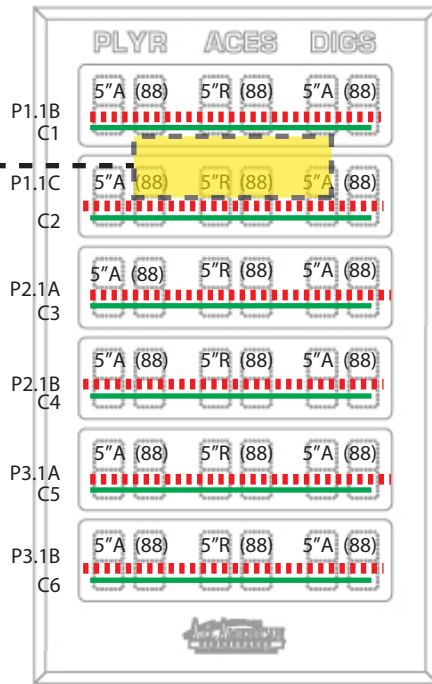 PLYR ACES DIGS
5"A (88) 5"R (88) 5"A (88)
P1.1B
C1
5"A (88) 5"R (88) 5"A (88)
P1.1C
C2
5"A (88) 5"R (88) 5"A (88)
P2.1A
C3
5"A (88) 5"R (88) 5"A (88)
P2.1B
C4
5"A (88) 5"R (88) 5"A (88)
P3.1A
C5
5"A (88) 5"R (88) 5"A (88)
P3.1B
C6
All American